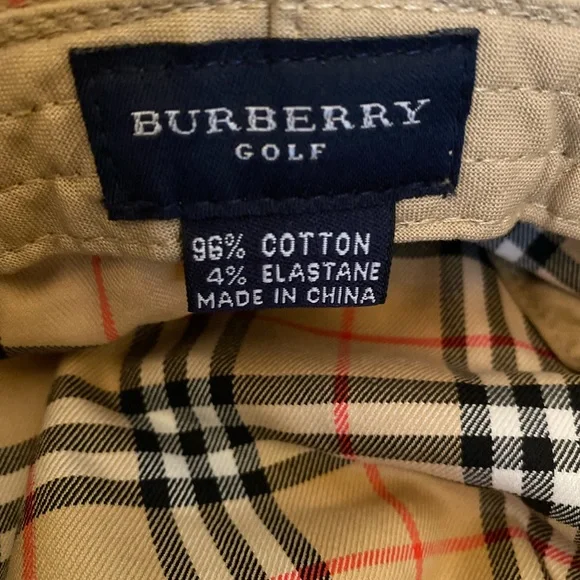 BURBERRY
GOLF
96% COTTON
4% ELASTANE
MADE IN CHINA